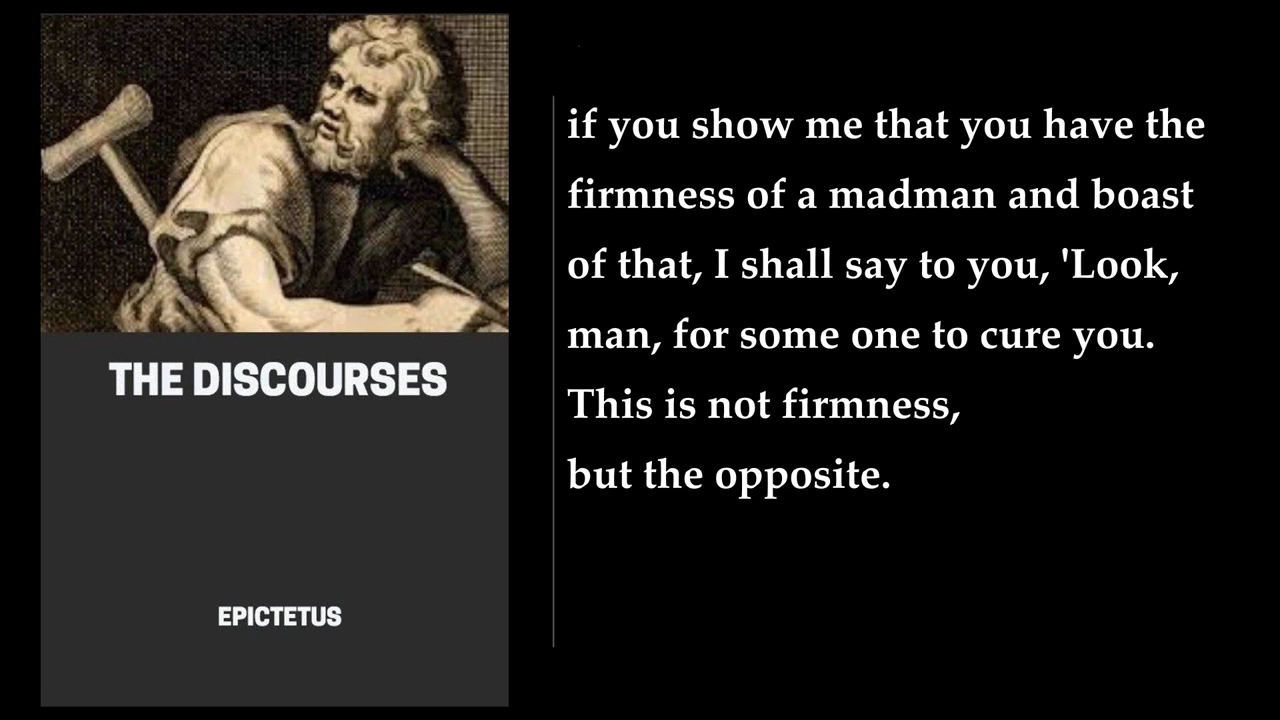 THE DISCOURSES
EPICTETUS
if you show me that you have the
firmness of a madman and boast
of that, I shall say to you, 'Look,
man, for some one to cure you.
This is not firmness,
but the opposite.